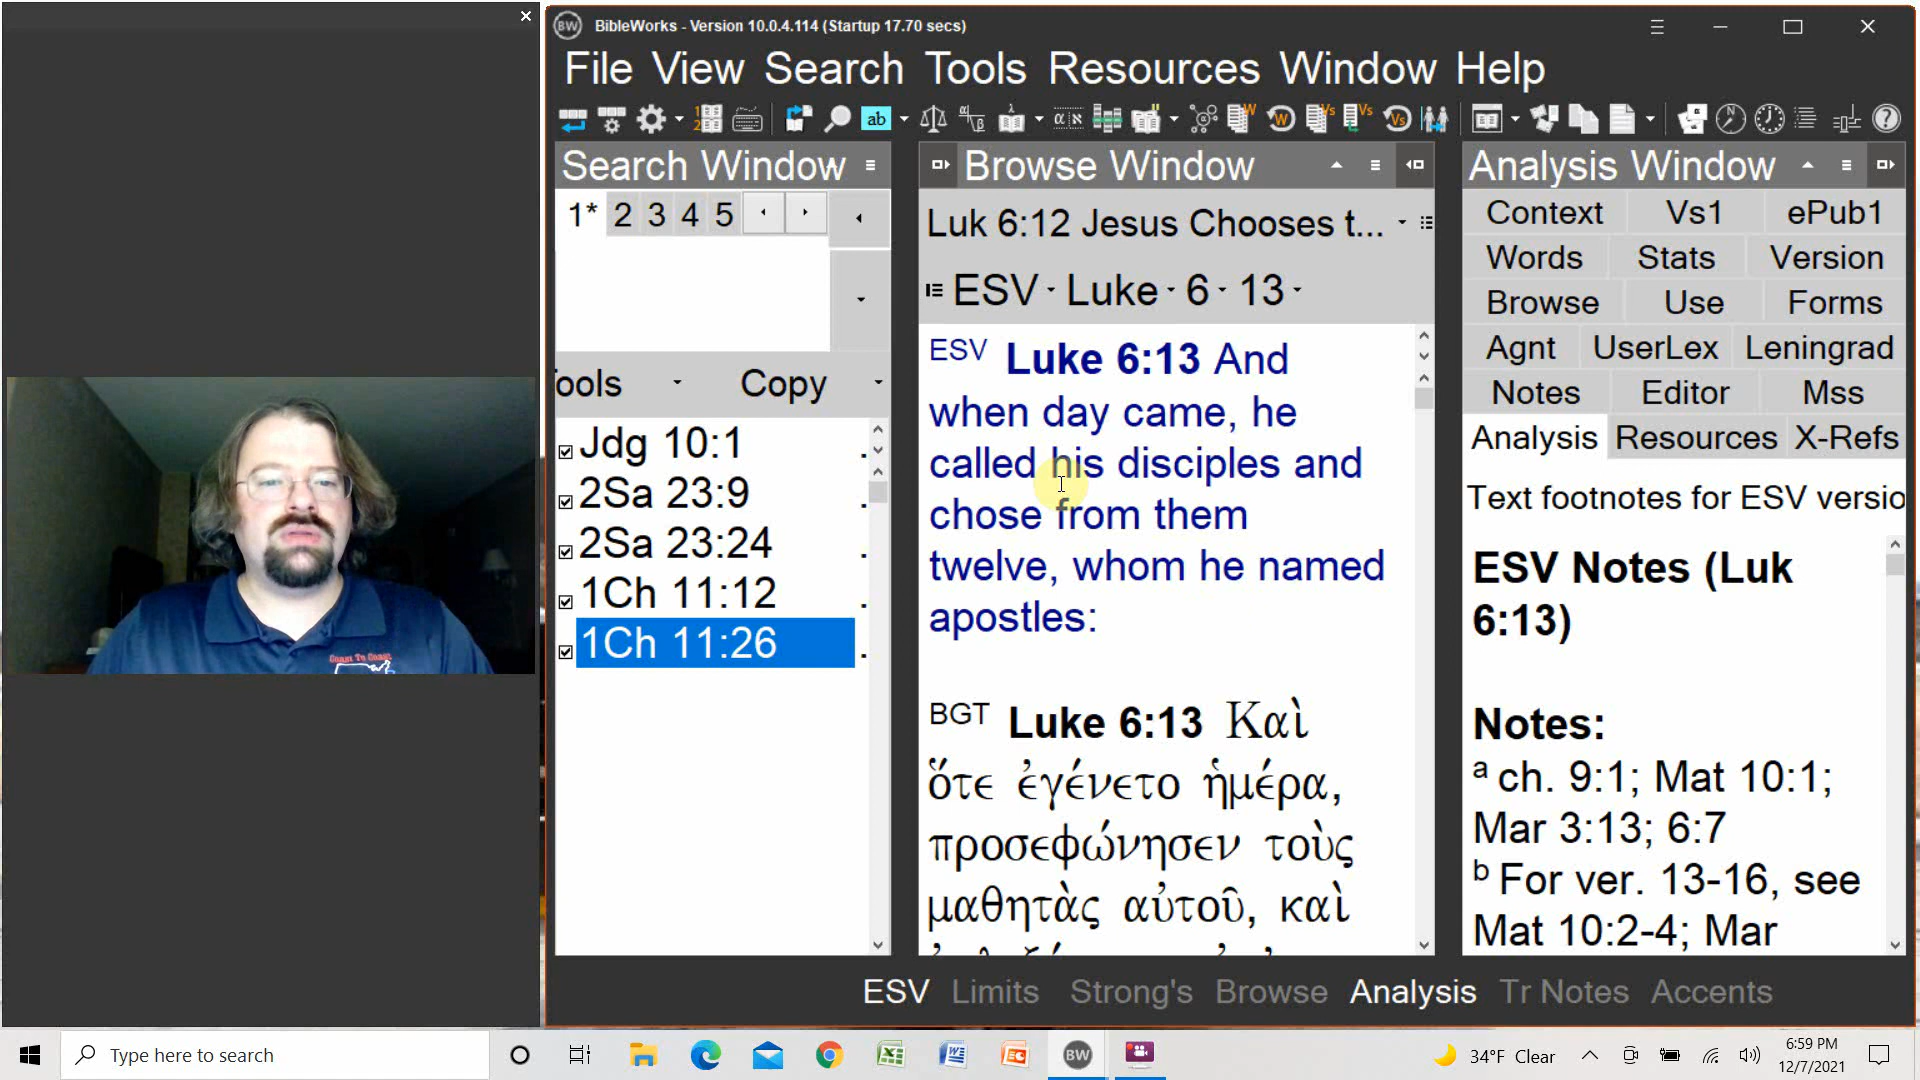 BibleWorks - Version 10.0.4.114 (Startup 17.70 secs)
File View Search Tools Resources Window Help
Search Window
1* 2 3 4 5
ools Copy
Jdg 10:1 .
2Sa 23:9 .
2Sa 23:24 .
1Ch 11:12 .
1Ch 11:26 .
Browse Window
Luk 6:12 Jesus Chooses t...
ESV Luke 6 13
ESV Luke 6:13 And
when day came, he
called his disciples and
chose from them
twelve, whom he named
apostles:
BGT Luke 6:13 Καὶ
ὅτε ἐγένετο ἡμέρα,
προσεφώνησεν τοὺς
μαθητὰς αὐτοῦ, καὶ
Analysis Window
Context Vs1 ePub1
Words Stats Version
Browse Use Forms
Agnt UserLex Leningrad
Notes Editor Mss
Analysis Resources X-Refs
Text footnotes for ESV versio
ESV Notes (Luk
6:13)
Notes:
a ch. 9:1; Mat 10:1;
Mar 3:13; 6:7
b For ver. 13-16, see
Mat 10:2-4; Mar
ESV Limits Strong's Browse Analysis Tr Notes Accents
Coast To Coast
Type here to search
BW
34°F Clear
6:59 PM
12/7/2021